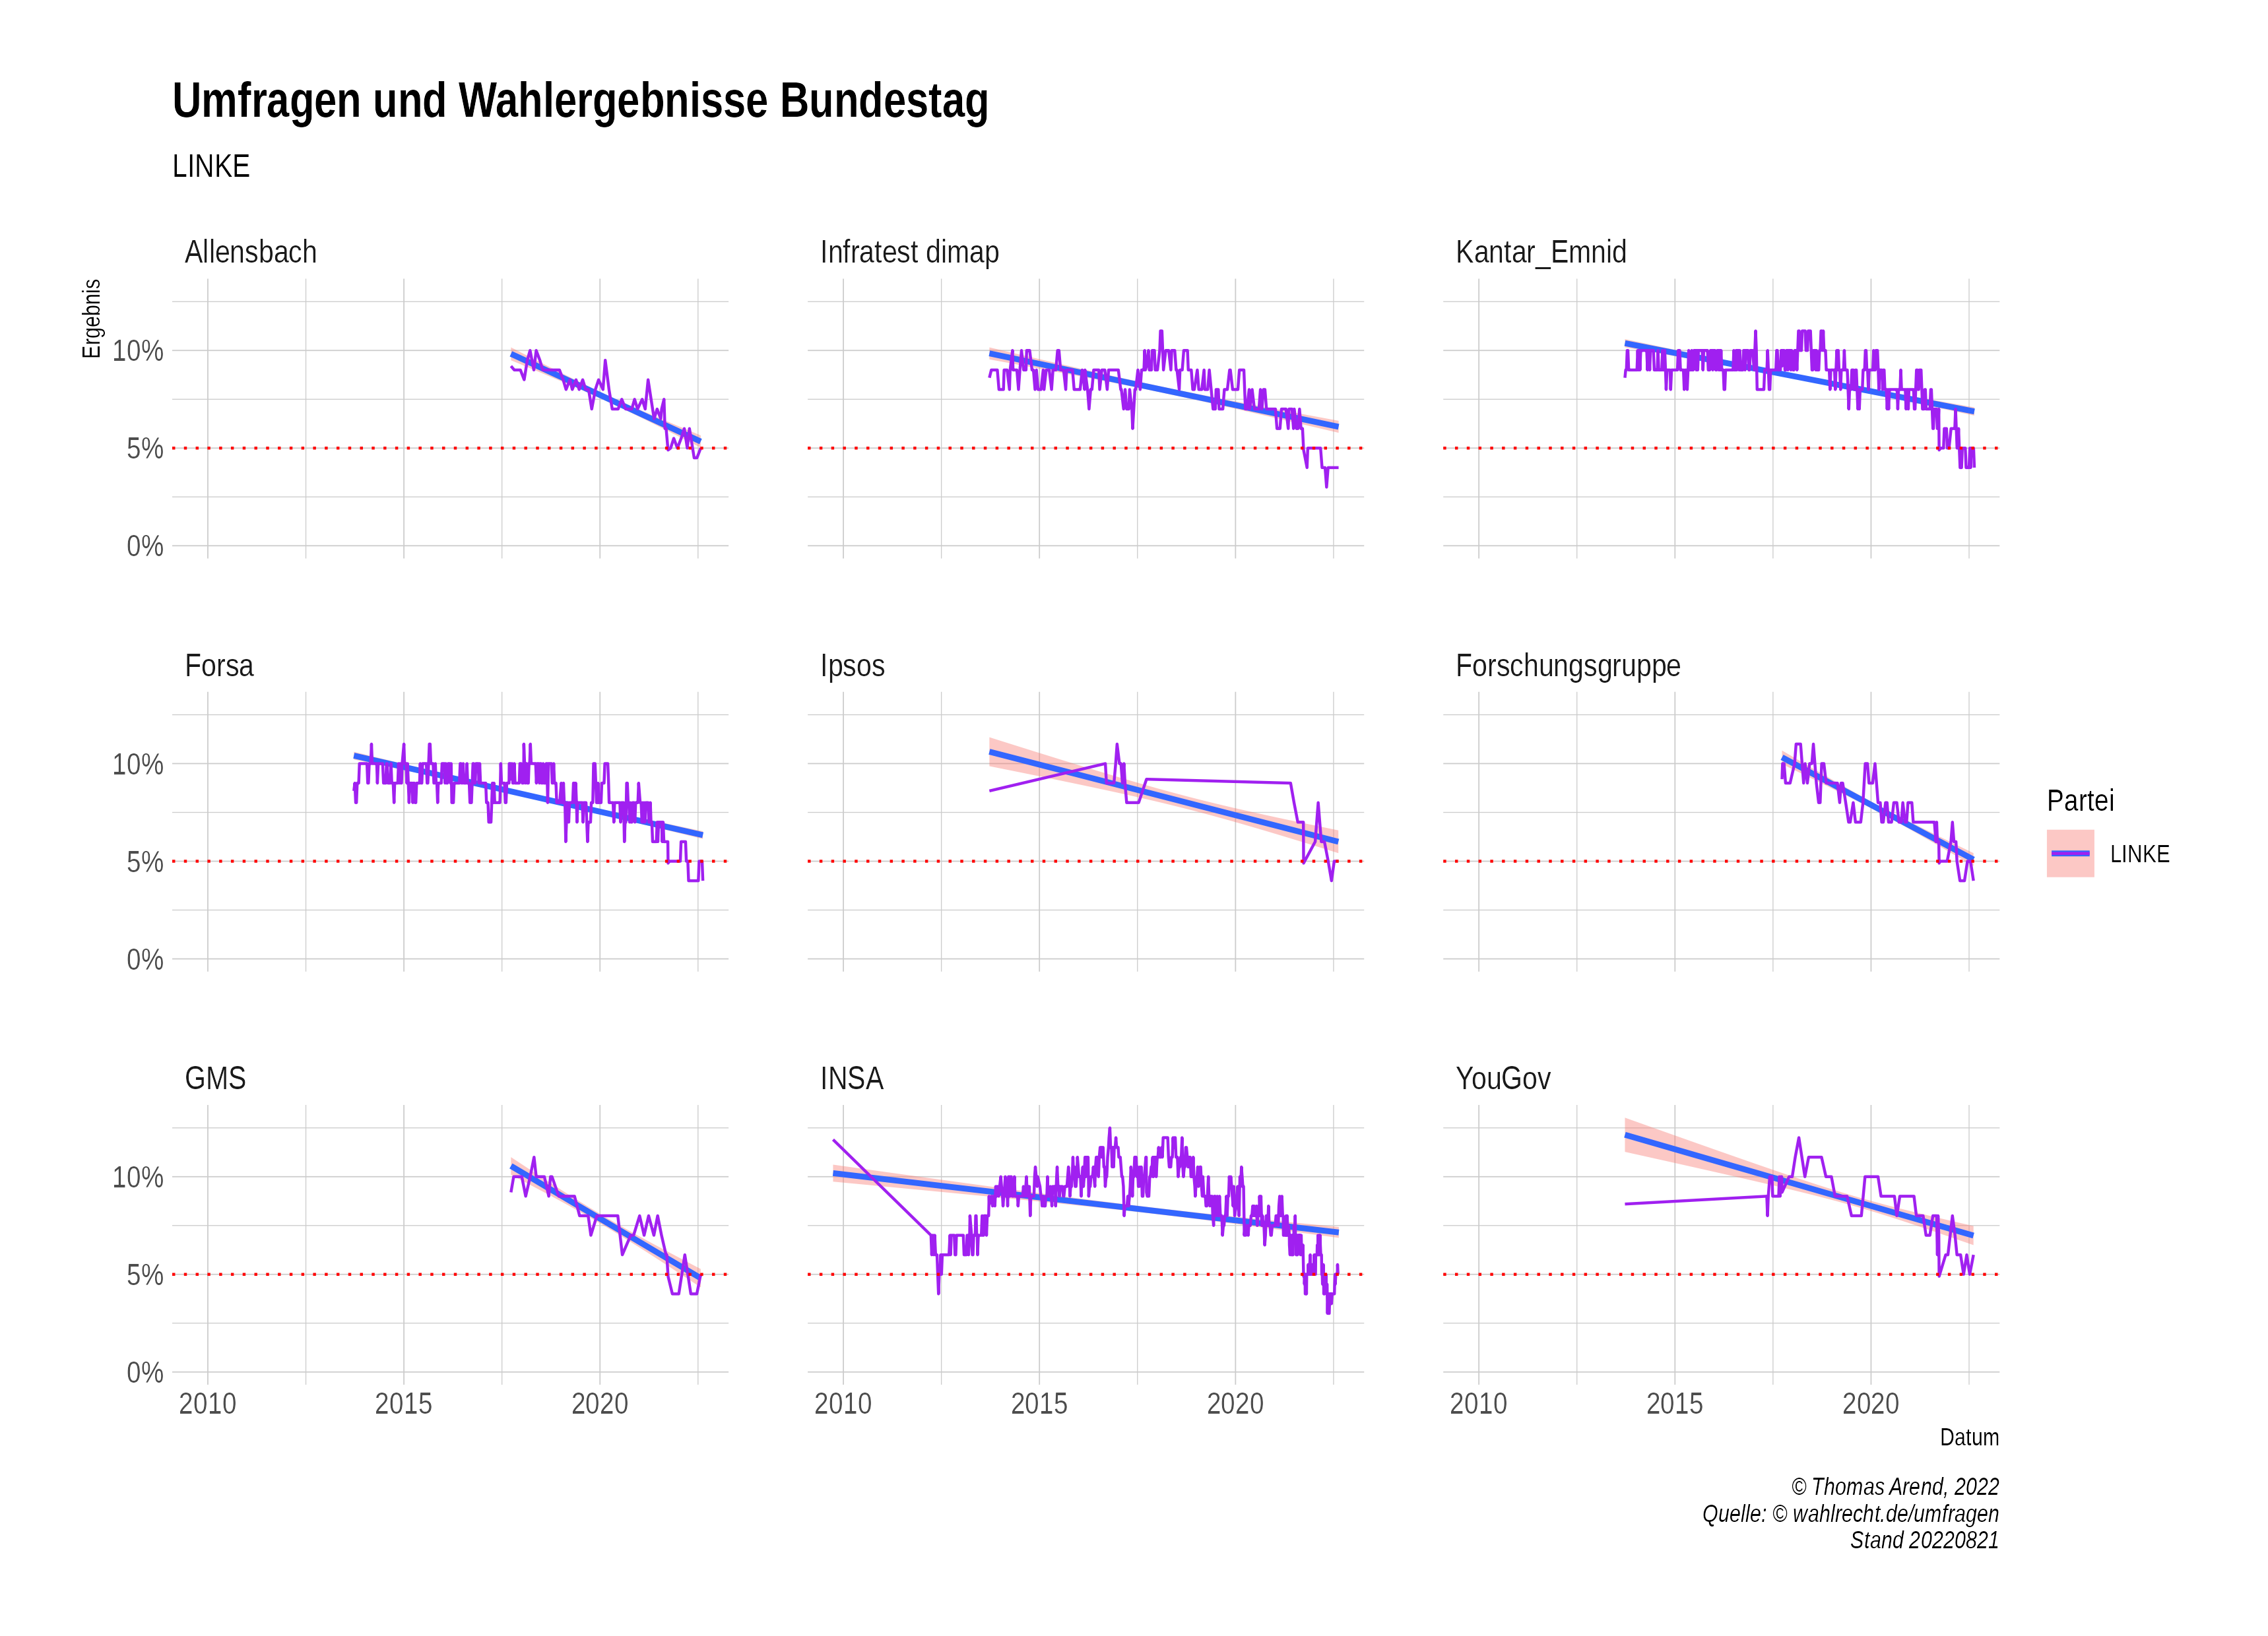 Umfragen und Wahlergebnisse Bundestag
LINKE
Allensbach
Infratest dimap
Kantar_Emnid
Ergebnis
10%
5%
0%
Forsa
Ipsos
Forschungsgruppe
10%
5%
0%
Partei
LINKE
GMS
INSA
YouGov
10%
5%
0%
2010 2015 2020
2010 2015 2020
2010 2015 2020
Datum
© Thomas Arend, 2022
Quelle: © wahlrecht.de/umfragen
Stand 20220821